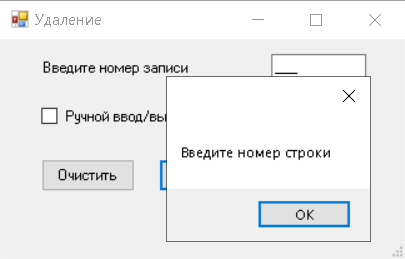 Удаление
Введите номер записи
Ручной ввод/вы
Введите номер строки
Очистить
OK